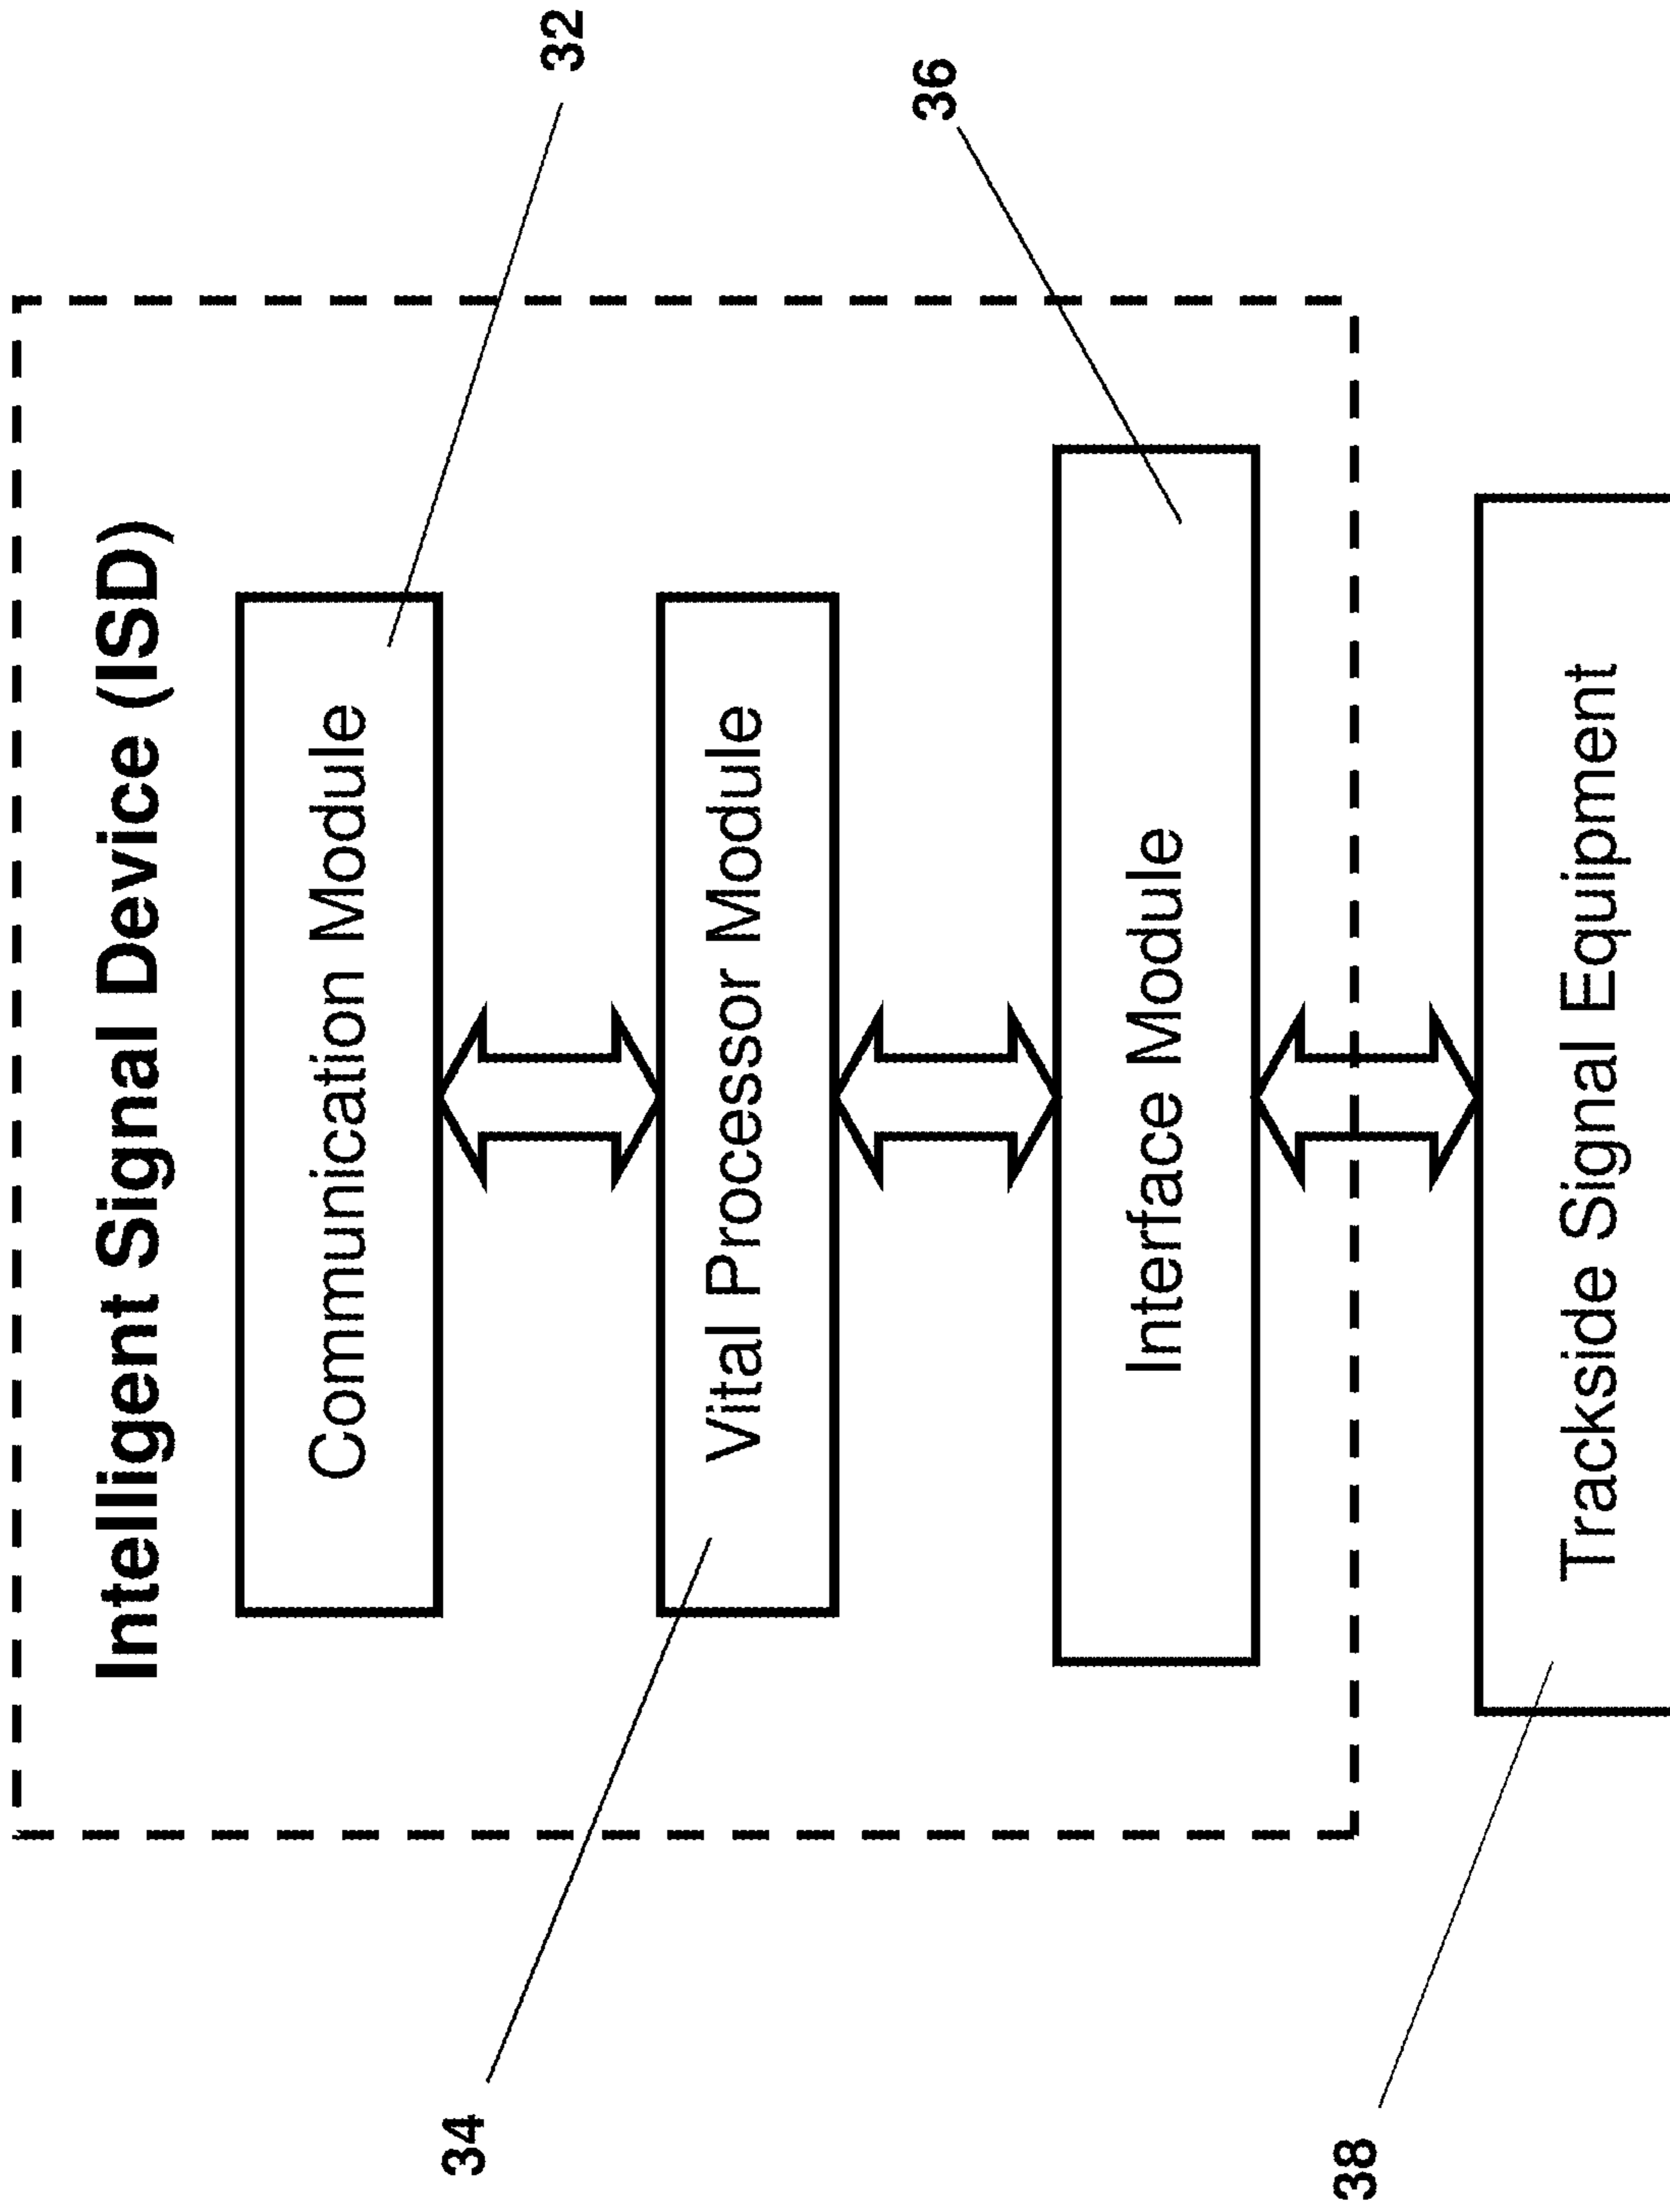 Intelligent Signal Device (ISD)
Communication Module
32
Vital Processor Module
34
Interface Module
36
Trackside Signal Equipment
38